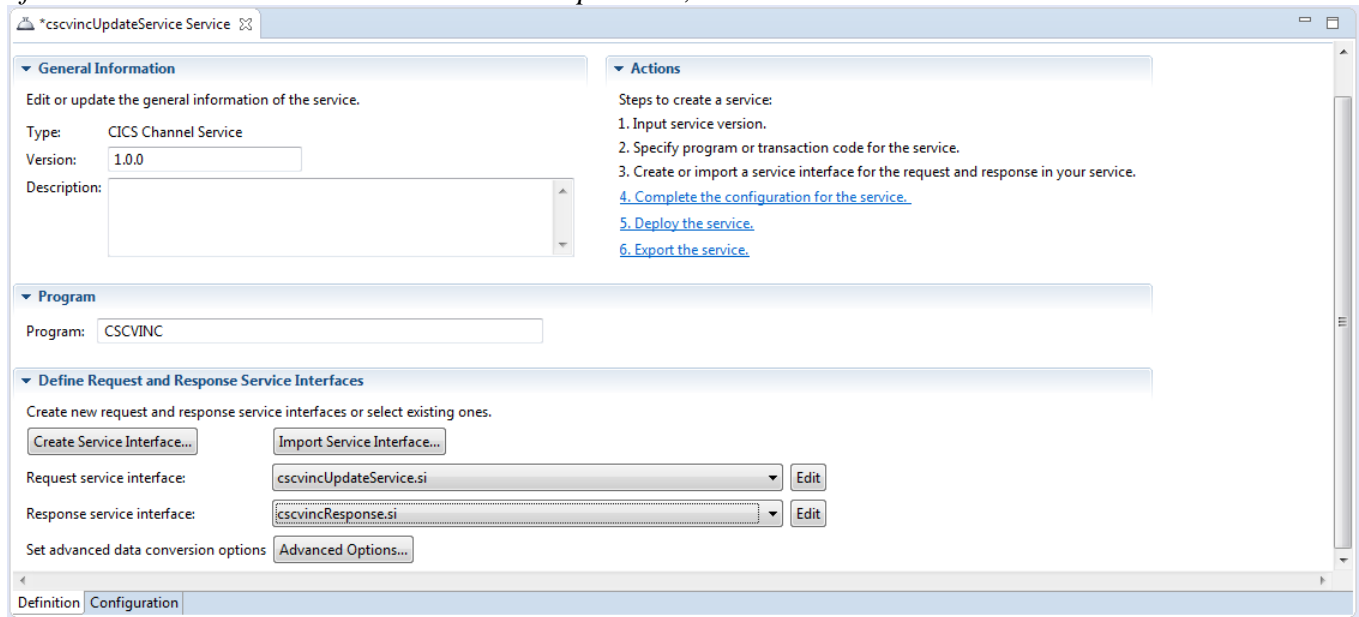 *cscvincUpdateService Service
General Information
Edit or update the general information of the service.
Type: CICS Channel Service
Version: 1.0.0
Description:
Actions
Steps to create a service:
1. Input service version.
2. Specify program or transaction code for the service.
3. Create or import a service interface for the request and response in your service.
4. Complete the configuration for the service.
5. Deploy the service.
6. Export the service.
Program
Program: CSCVINC
Define Request and Response Service Interfaces
Create new request and response service interfaces or select existing ones.
Create Service Interface... Import Service Interface...
Request service interface: cscvincUpdateService.si Edit
Response service interface: cscvincResponse.si Edit
Set advanced data conversion options Advanced Options...
Definition Configuration